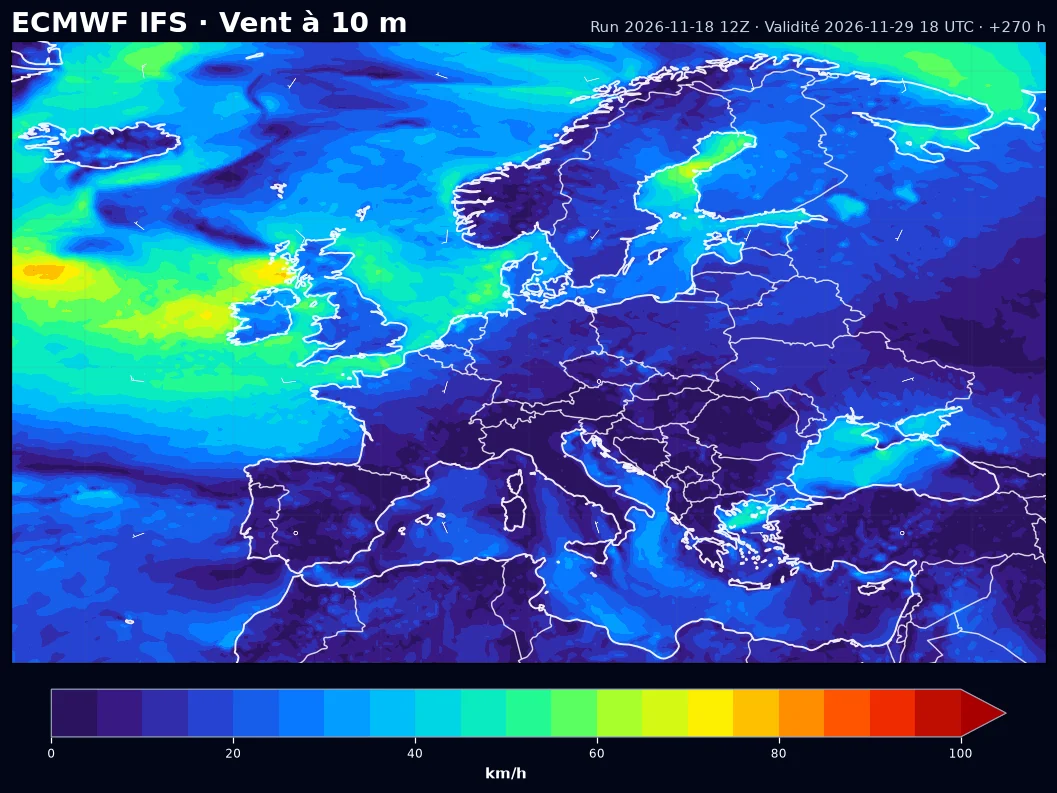 ECMWF IFS · Vent à 10 m
Run 2026-11-18 12Z · Validité 2026-11-29 18 UTC · +270 h
0 20 40 60 80 100
km/h